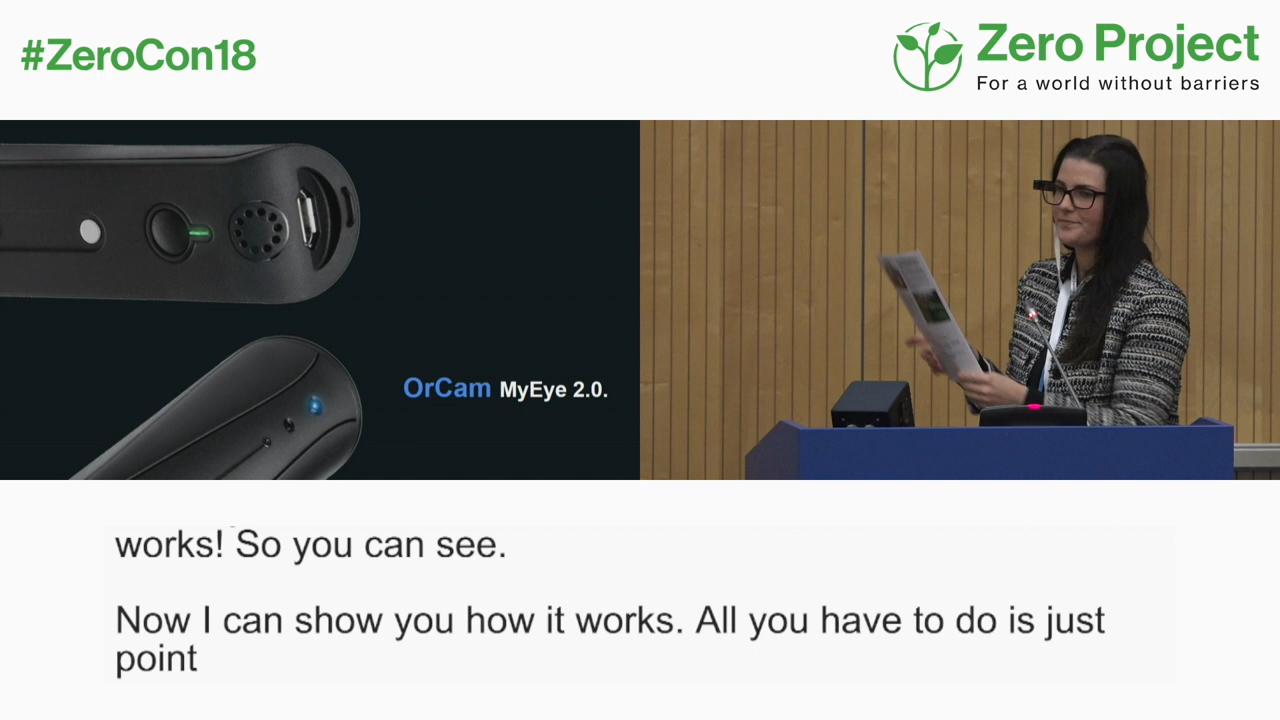 #ZeroCon18
Zero Project
For a world without barriers
OrCam MyEye 2.0.
works! So you can see.
Now I can show you how it works. All you have to do is just
point